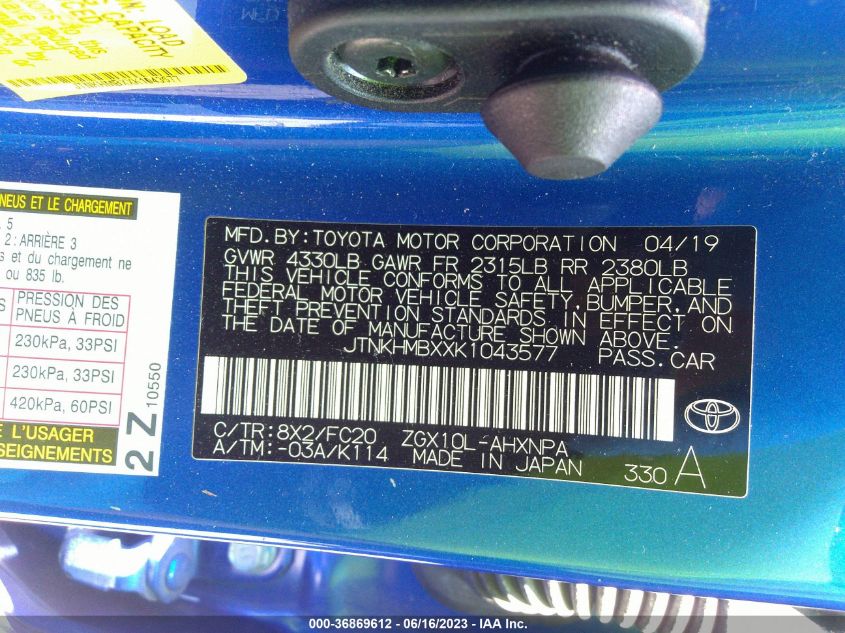 LOAD
CAPACITY
PNEUS ET LE CHARGEMENT
5
2 : ARRIÈRE 3
du chargement ne
ou 835 lb.
PRESSION DES
PNEUS À FROID
230kPa, 33PSI
230kPa, 33PSI
420kPa, 60PSI
L'USAGER
SEIGNEMENTS
2Z 10550
MFD.BY:TOYOTA MOTOR CORPORATION 04/19
GVWR 4330LB GAWR FR 2315LB RR 2380LB
THIS VEHICLE CONFORMS TO ALL APPLICABLE
FEDERAL MOTOR VEHICLE SAFETY,BUMPER,AND
THEFT PREVENTION STANDARDS IN EFFECT ON
THE DATE OF MANUFACTURE SHOWN ABOVE.
JTNKHMBXXK1043577 PASS.CAR
C/TR:8X2/FC20 ZGX10L-AHXNPA
A/TM:-03A/K114 MADE IN JAPAN 330 A
000-36869612 - 06/16/2023 - IAA Inc.